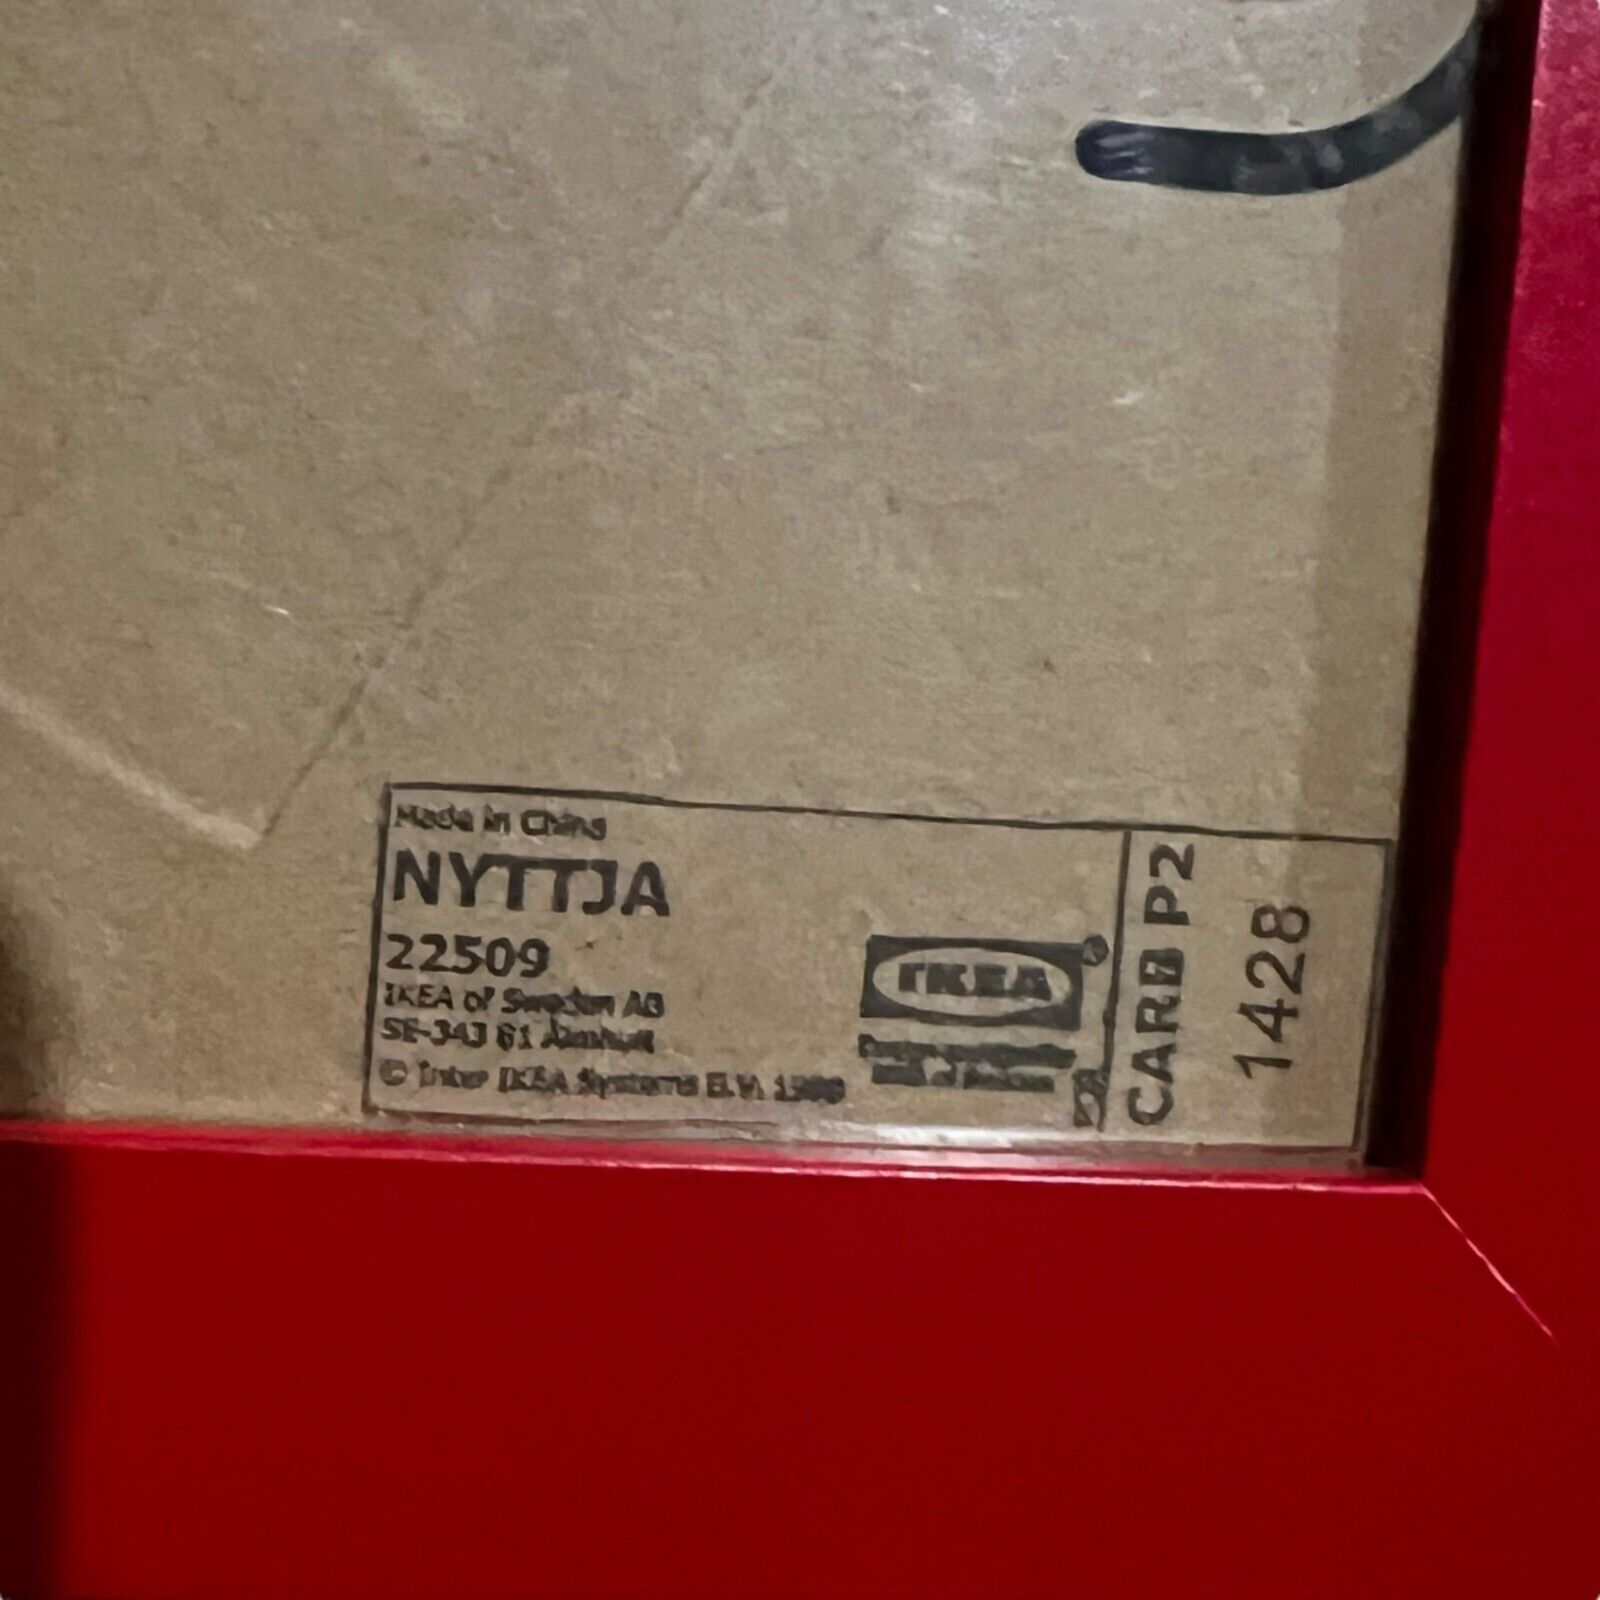 Made in China
NYTTJA
22509
IKEA of Sweden AB
SE-343 81 Älmhult
© Inter IKEA Systems B.V.
IKEA®
CARB P2
1428